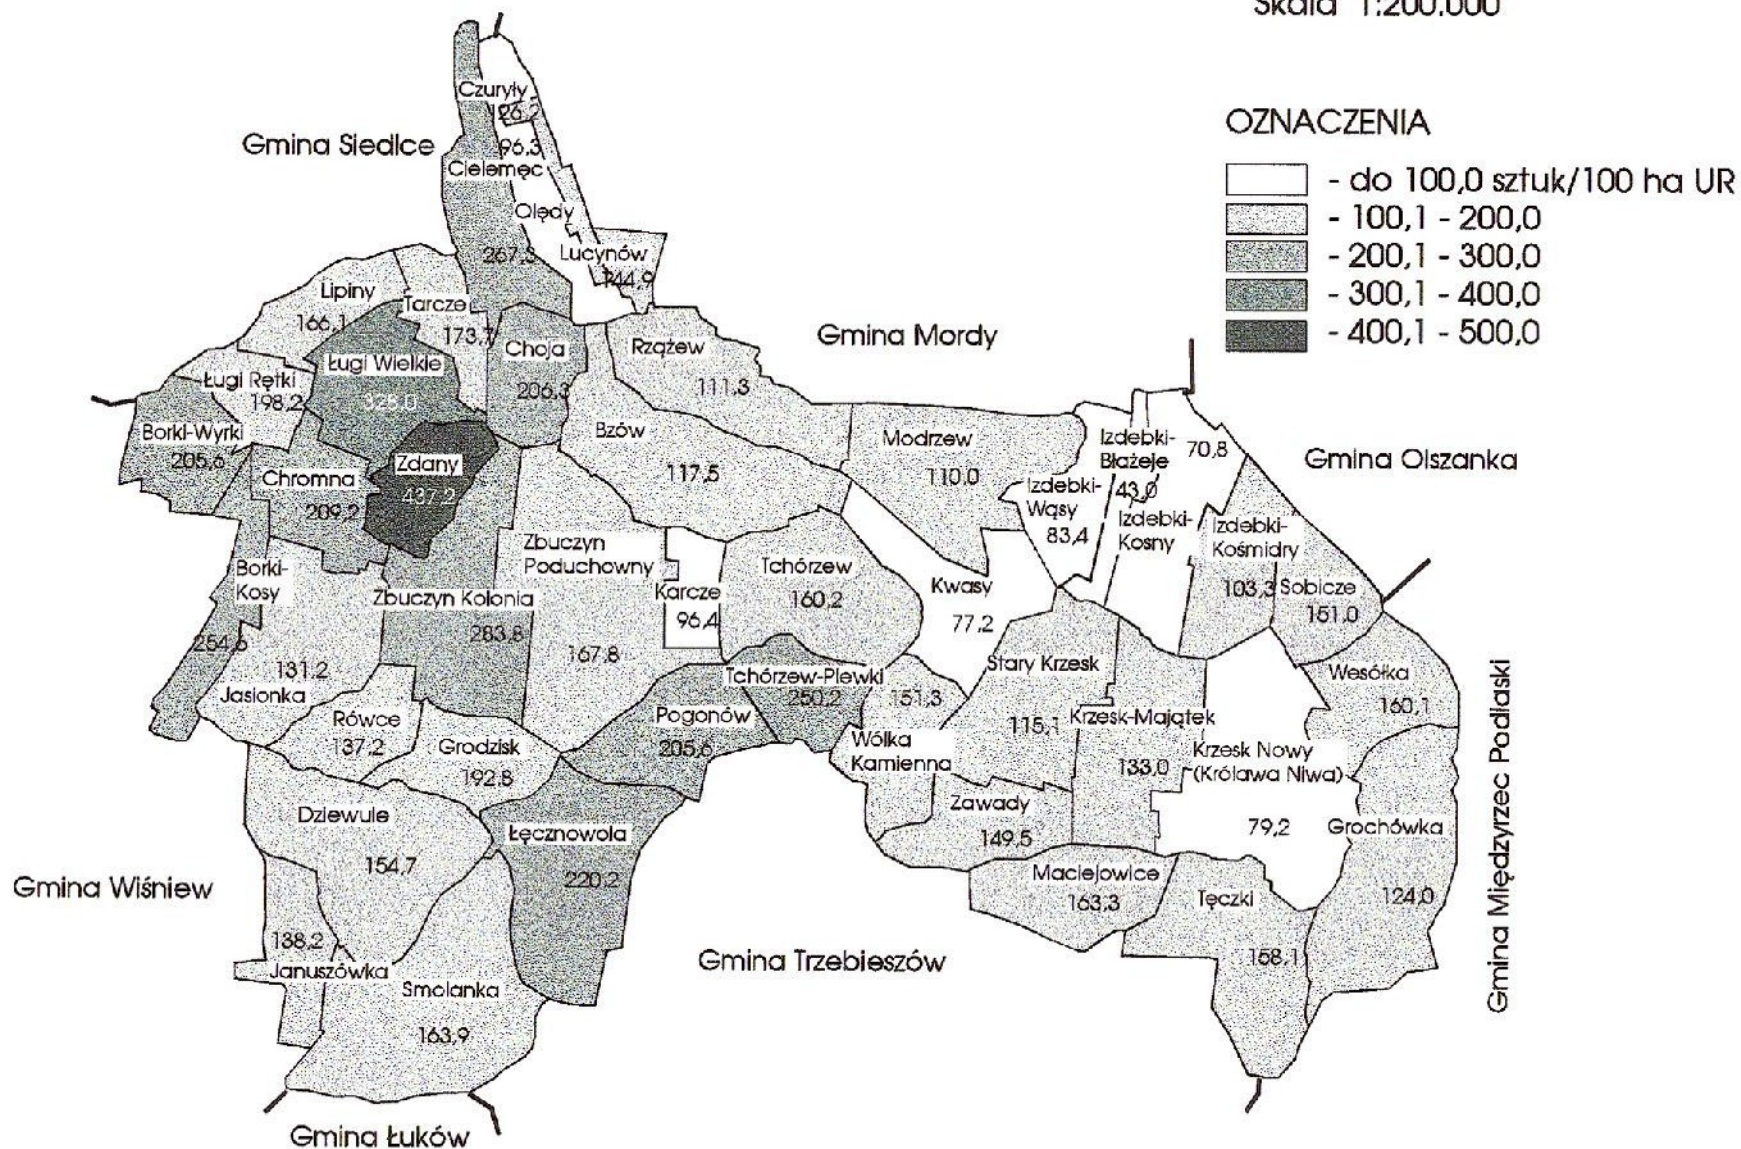 Skala 1:200.000
OZNACZENIA
- do 100,0 sztuk/100 ha UR
- 100,1 - 200,0
- 200,1 - 300,0
- 300,1 - 400,0
- 400,1 - 500,0
Gmina Siedlce
Czuryły
126,2
96,3
Cielemęc
Olędy
267,3
Lucynów
144,9
Lipiny
166,1
Tarcze
173,7
Choja
206,3
Rzążew
111,3
Gmina Mordy
Ługi Wielkie
328,0
Ługi Rętki
198,2
Borki-Wyrki
205,6
Chromna
209,2
Zdany
437,2
Bzów
117,5
Modrzew
110,0
Izdebki-
Błażeje
43,0
70,8
Izdebki-
Wąsy
83,4
Izdebki-
Kosny
Izdebki-
Kośmidry
103,3
Sobicze
151,0
Gmina Olszanka
Borki-
Kosy
254,6
131,2
Jasionka
Zbuczyn Kolonia
283,8
Zbuczyn
Poduchowny
167,8
Karcze
96,4
Tchórzew
160,2
Kwasy
77,2
Tchórzew-Plewki
250,2
151,3
Wólka
Kamienna
Stary Krzesk
115,1
Krzesk-Majątek
133,0
Krzesk Nowy
(Królawa Niwa)
79,2
Wesółka
160,1
Gmina Międzyrzec Podlaski
Rówce
137,2
Grodzisk
192,8
Pogonów
205,6
Dziewule
154,7
Łęcznowola
220,2
Zawady
149,5
Maciejowice
163,3
Tęczki
158,1
Grochówka
124,0
Gmina Wiśniew
138,2
Januszówka
Smolanka
163,9
Gmina Trzebieszów
Gmina Łuków